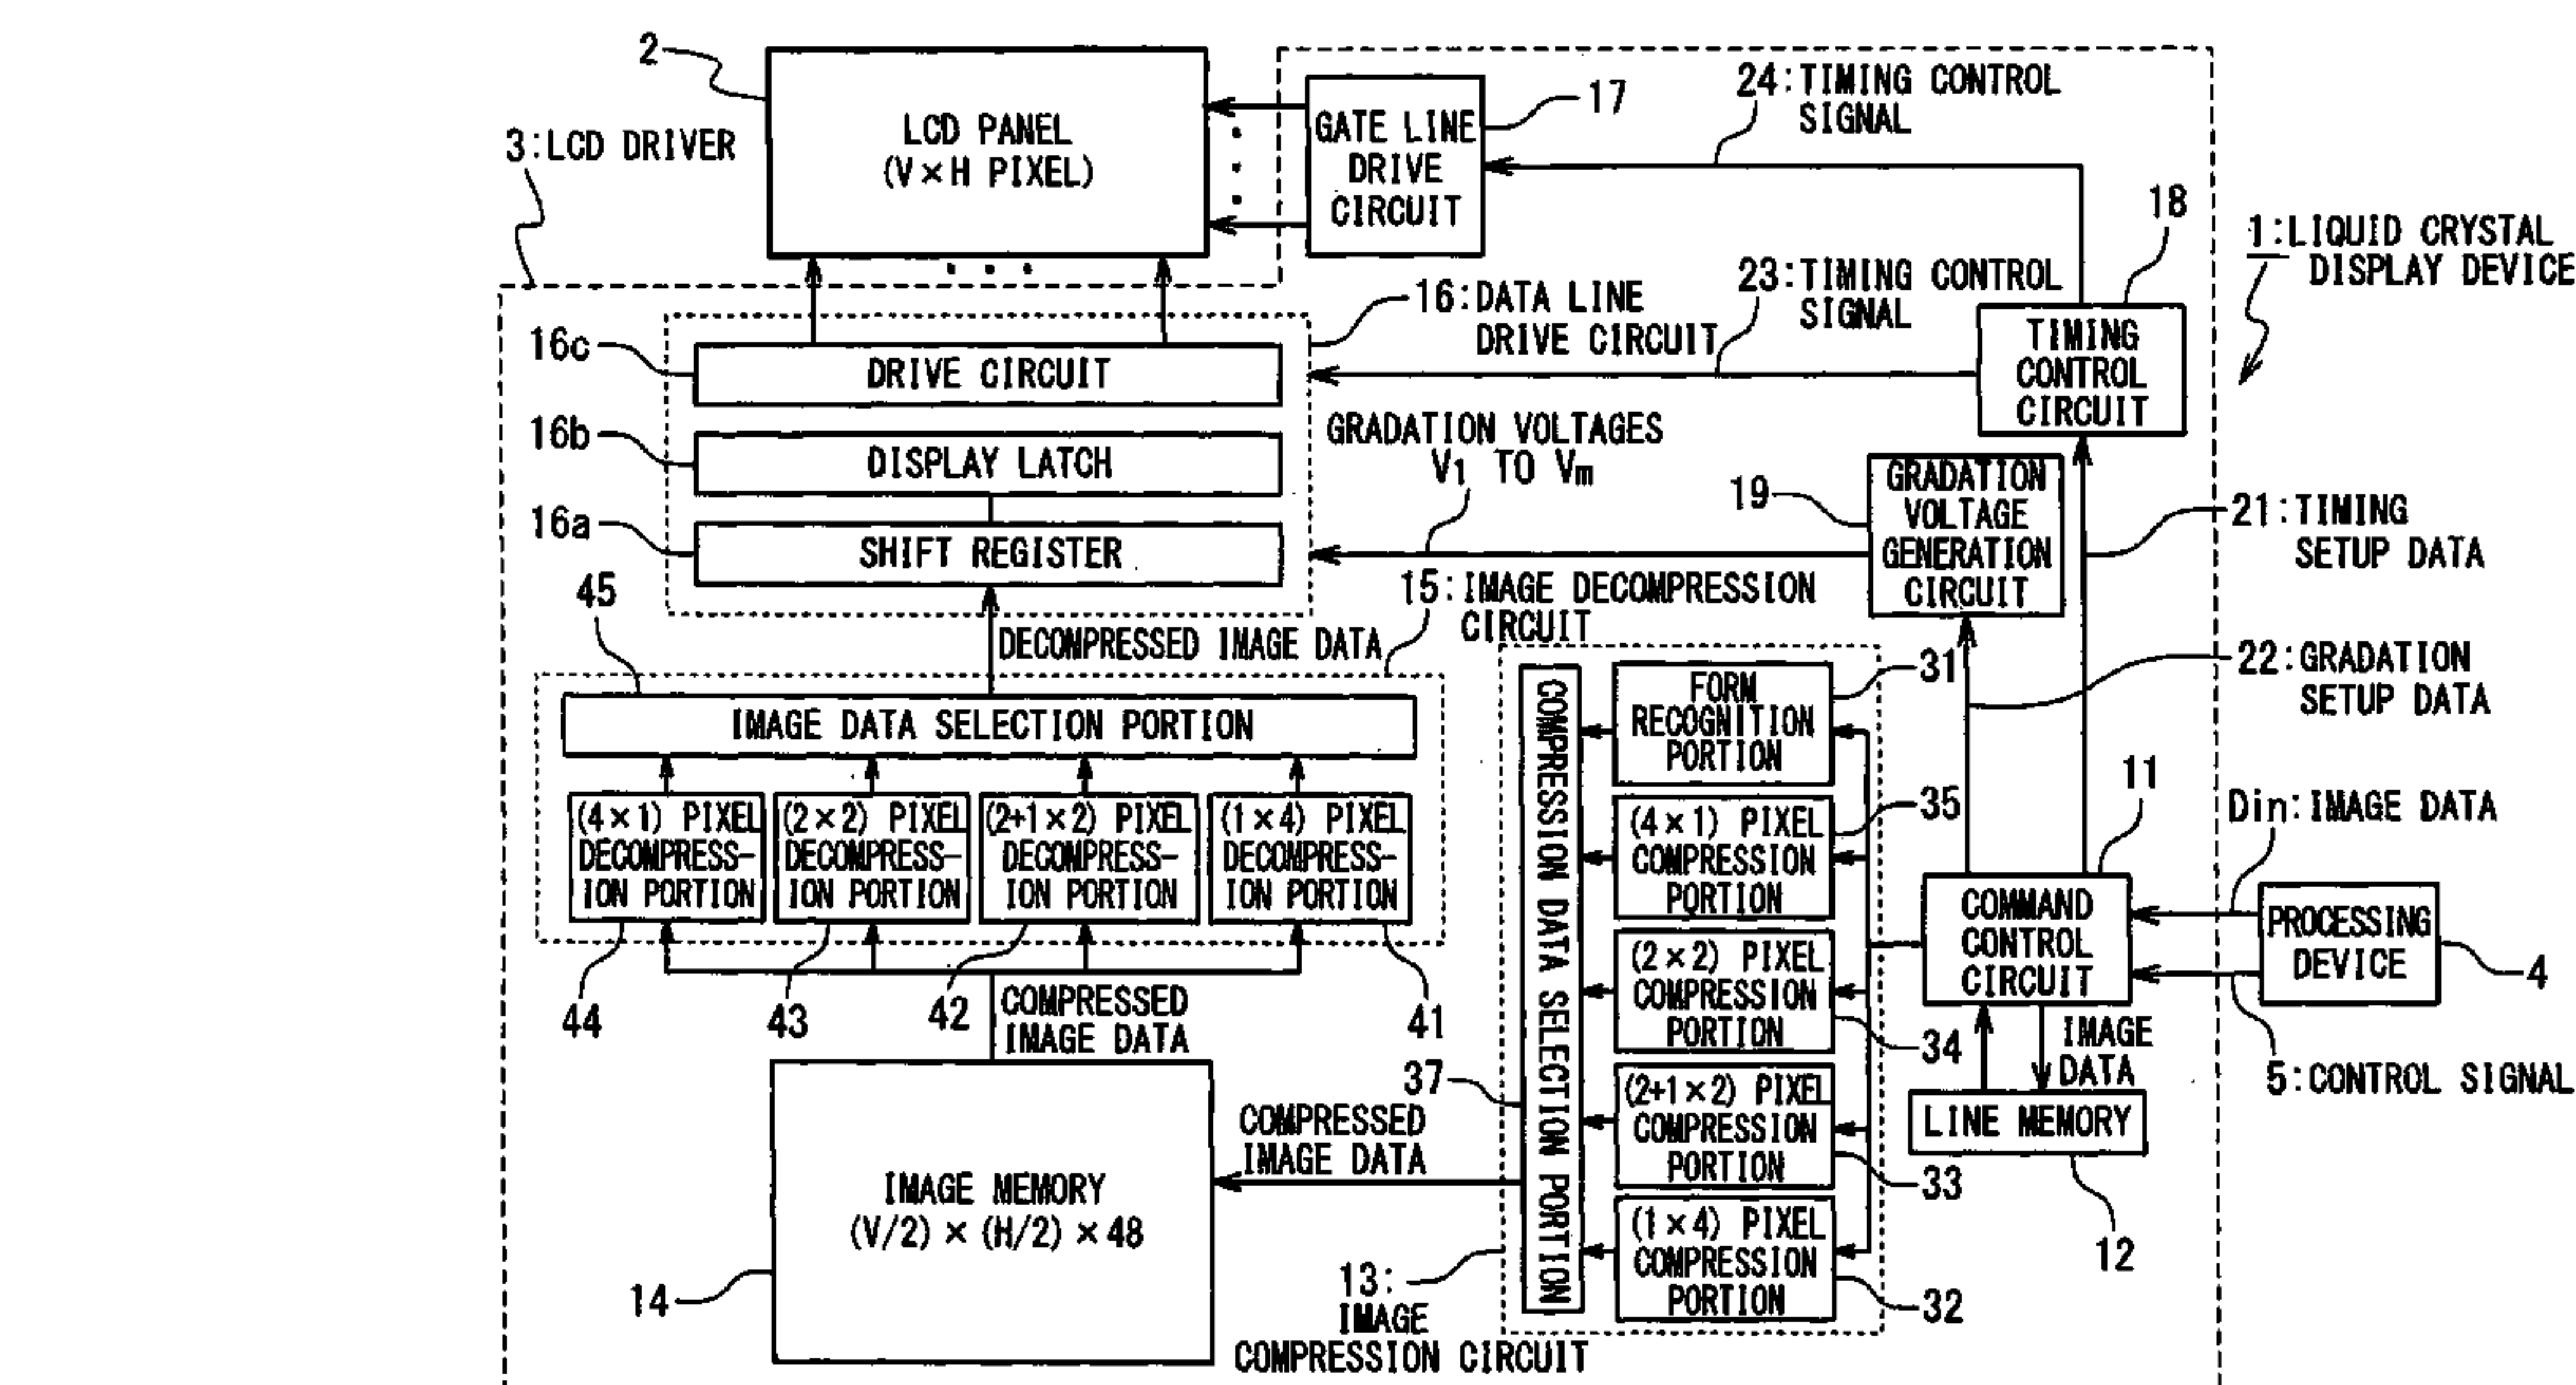 2
LCD PANEL
(V×H PIXEL)
3:LCD DRIVER
GATE LINE
DRIVE
CIRCUIT
17
24:TIMING CONTROL
SIGNAL
18
1:LIQUID CRYSTAL
DISPLAY DEVICE
23:TIMING CONTROL
SIGNAL
16:DATA LINE
DRIVE CIRCUIT
TIMING
CONTROL
CIRCUIT
16c
DRIVE CIRCUIT
16b
DISPLAY LATCH
16a
SHIFT REGISTER
GRADATION VOLTAGES
V1 TO Vm
19
GRADATION
VOLTAGE
GENERATION
CIRCUIT
21:TIMING
SETUP DATA
22:GRADATION
SETUP DATA
45
DECOMPRESSED IMAGE DATA
15:IMAGE DECOMPRESSION
CIRCUIT
IMAGE DATA SELECTION PORTION
(4×1) PIXEL
DECOMPRESS-
ION PORTION
(2×2) PIXEL
DECOMPRESS-
ION PORTION
(2+1×2) PIXEL
DECOMPRESS-
ION PORTION
(1×4) PIXEL
DECOMPRESS-
ION PORTION
44
43
42
41
COMPRESSED
IMAGE DATA
COMPRESSION DATA SELECTION PORTION
FORM
RECOGNITION
PORTION
31
(4×1) PIXEL
COMPRESSION
PORTION
35
(2×2) PIXEL
COMPRESSION
PORTION
34
(2+1×2) PIXEL
COMPRESSION
PORTION
33
(1×4) PIXEL
COMPRESSION
PORTION
32
37
11
COMMAND
CONTROL
CIRCUIT
Din:IMAGE DATA
PROCESSING
DEVICE
4
5:CONTROL SIGNAL
IMAGE
DATA
LINE MEMORY
12
COMPRESSED
IMAGE DATA
IMAGE MEMORY
(V/2) × (H/2) ×48
14
13:
IMAGE
COMPRESSION CIRCUIT